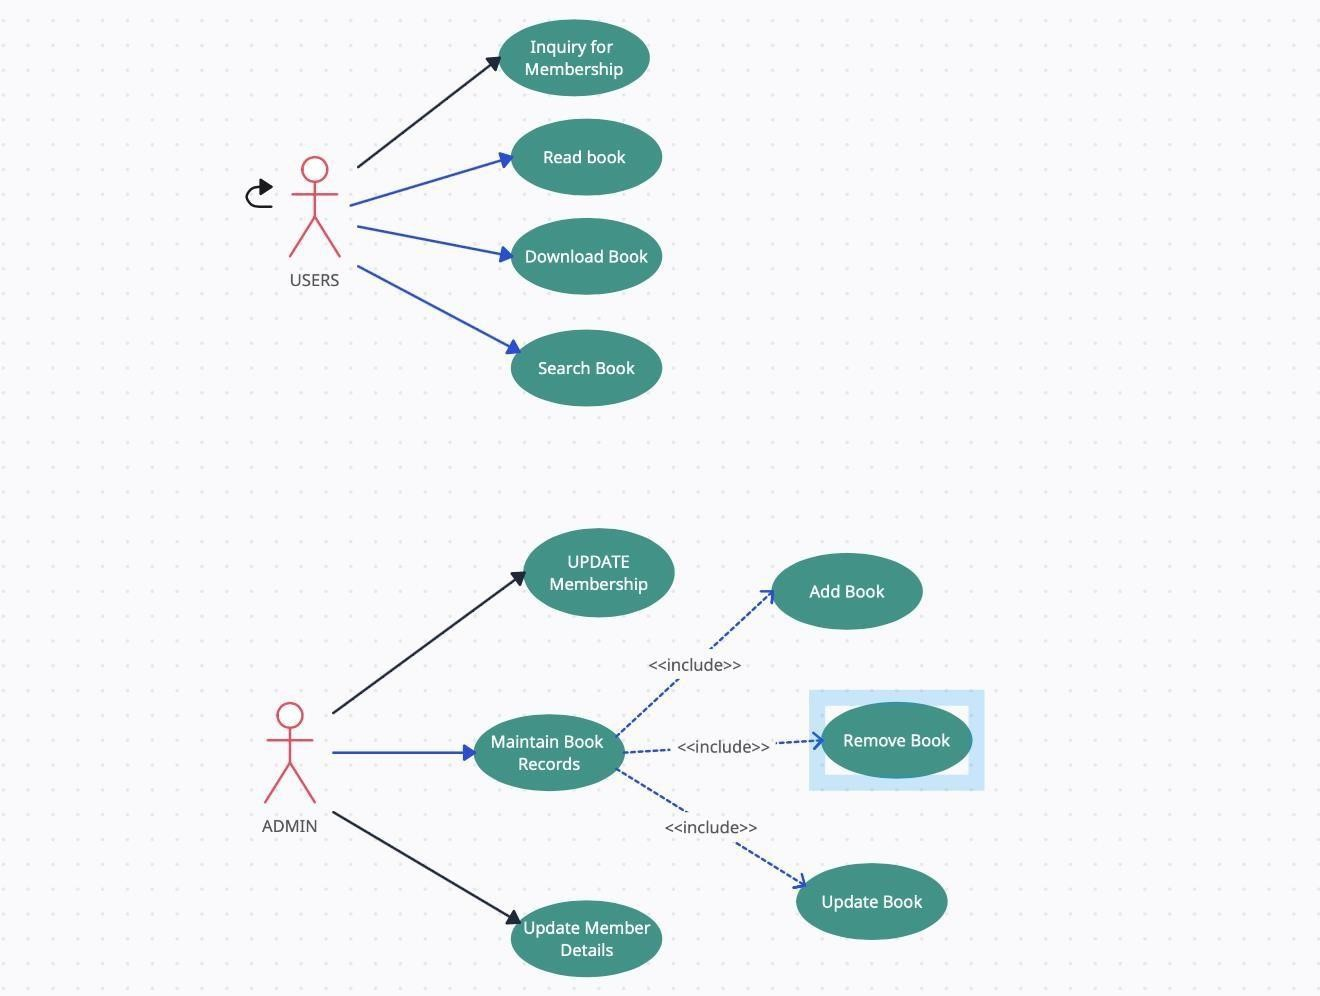 Inquiry for
Membership
Read book
Download Book
USERS
Search Book
UPDATE
Membership
Add Book
<<include>>
Maintain Book
Records
<<include>>
Remove Book
ADMIN
<<include>>
Update Book
Update Member
Details